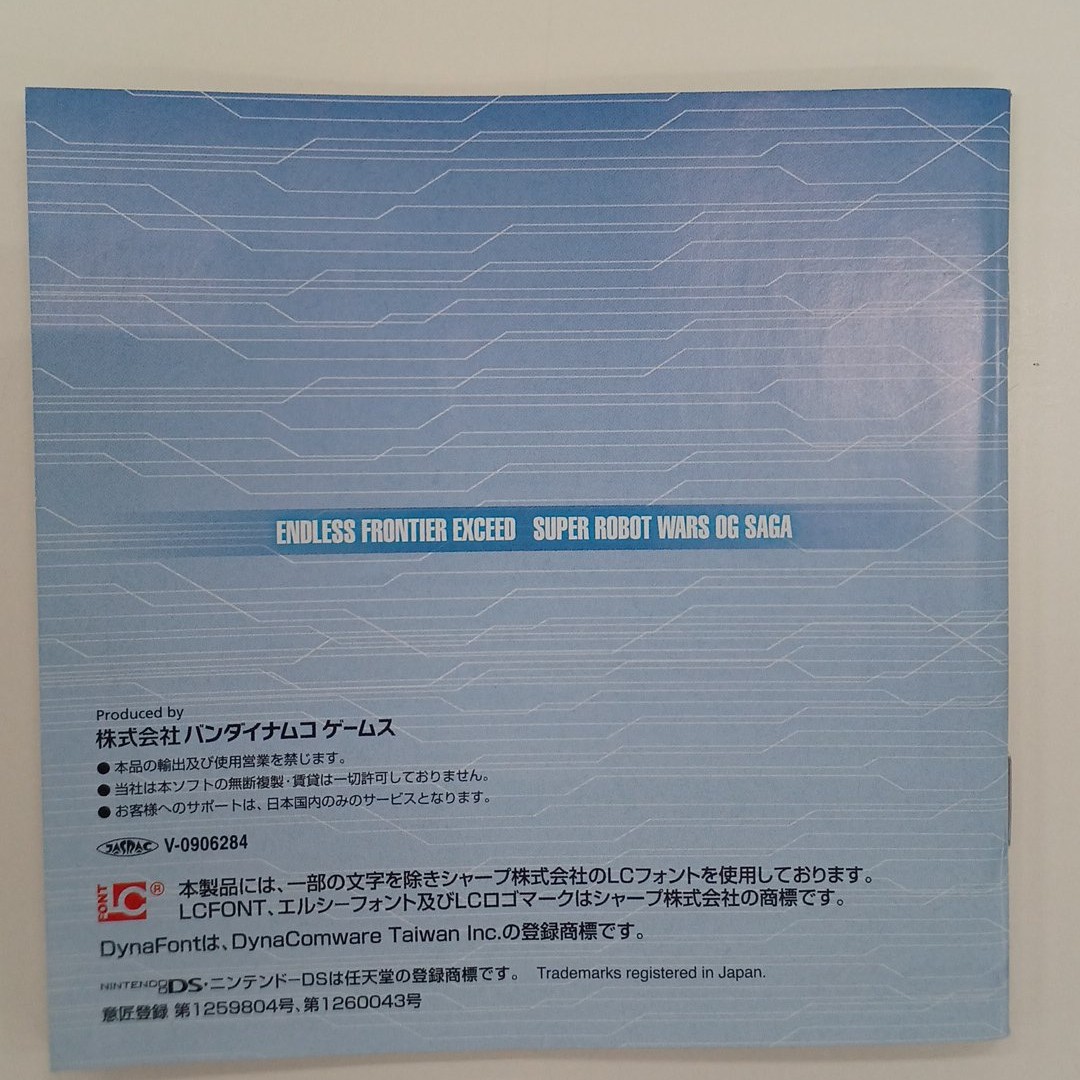 ENDLESS FRONTIER EXCEED SUPER ROBOT WARS OG SAGA
Produced by
株式会社 バンダイナムコ ゲームス
● 本品の輸出及び使用営業を禁じます。
● 当社は本ソフトの無断複製・賃貸は一切許可しておりません。
● お客様へのサポートは、日本国内のみのサービスとなります。
JASRAC V-0906284
LC FONT ® 本製品には、一部の文字を除きシャープ株式会社のLCフォントを使用しております。
LCFONT、エルシーフォント及びLCロゴマークはシャープ株式会社の商標です。
DynaFontは、DynaComware Taiwan Inc.の登録商標です。
NINTENDO DS・ニンテンドーDSは任天堂の登録商標です。 Trademarks registered in Japan.
意匠登録 第1259804号、第1260043号